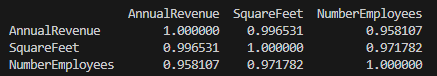 AnnualRevenue SquareFeet NumberEmployees
AnnualRevenue 1.000000 0.996531 0.958107
SquareFeet 0.996531 1.000000 0.971782
NumberEmployees 0.958107 0.971782 1.000000